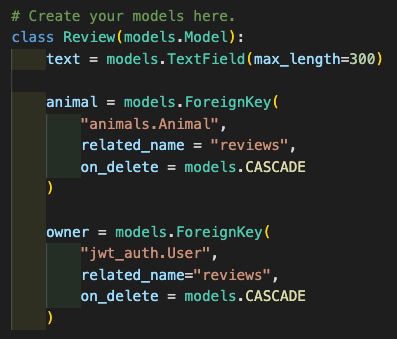 # Create your models here.
class Review(models.Model):
    text = models.TextField(max_length=300)

    animal = models.ForeignKey(
        "animals.Animal",
        related_name = "reviews",
        on_delete = models.CASCADE
    )

    owner = models.ForeignKey(
        "jwt_auth.User",
        related_name="reviews",
        on_delete = models.CASCADE
    )